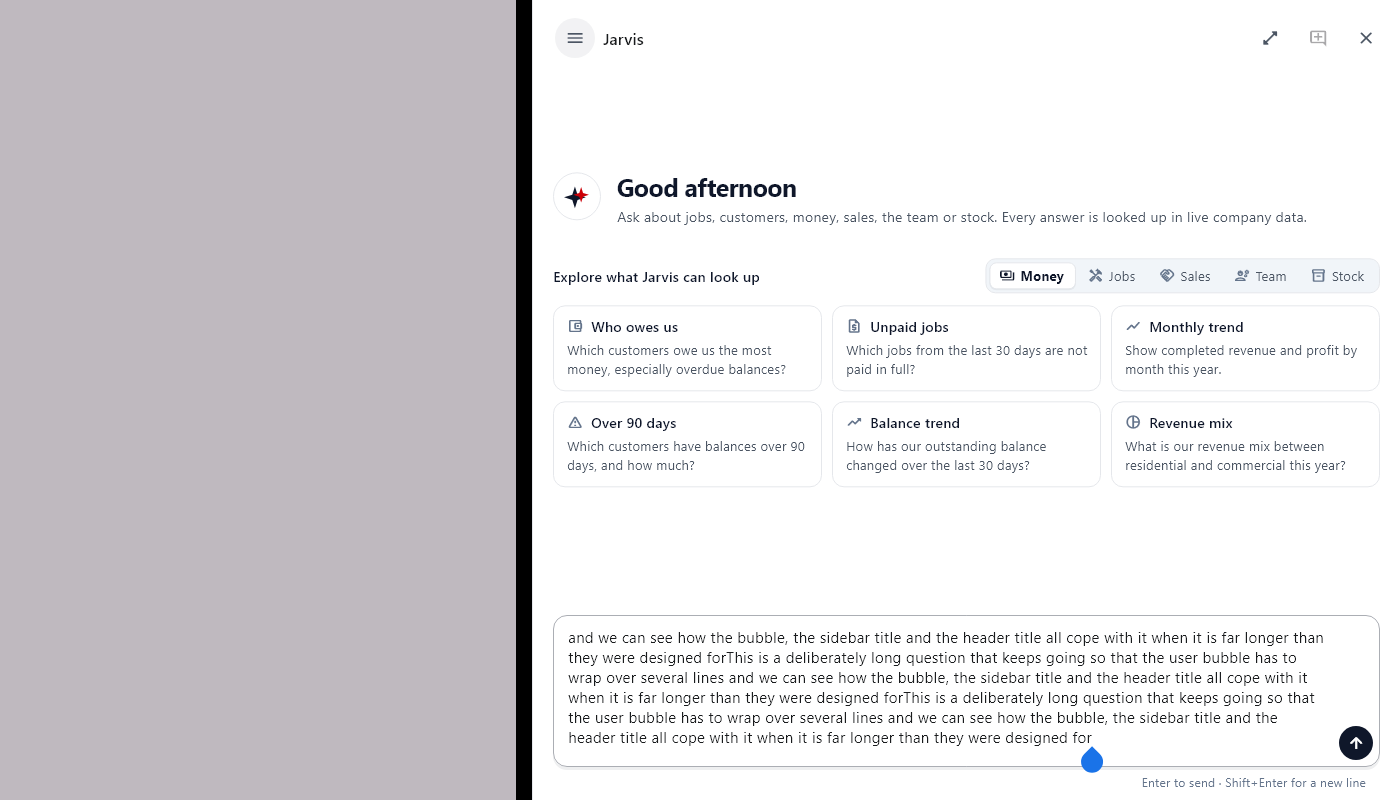 Jarvis
Good afternoon
Ask about jobs, customers, money, sales, the team or stock. Every answer is looked up in live company data.
Explore what Jarvis can look up
Money
Jobs
Sales
Team
Stock
Who owes us
Which customers owe us the most
money, especially overdue balances?
Unpaid jobs
Which jobs from the last 30 days are not
paid in full?
Monthly trend
Show completed revenue and profit by
month this year.
Over 90 days
Which customers have balances over 90
days, and how much?
Balance trend
How has our outstanding balance
changed over the last 30 days?
Revenue mix
What is our revenue mix between
residential and commercial this year?
and we can see how the bubble, the sidebar title and the header title all cope with it when it is far longer than
they were designed forThis is a deliberately long question that keeps going so that the user bubble has to
wrap over several lines and we can see how the bubble, the sidebar title and the header title all cope with it
when it is far longer than they were designed forThis is a deliberately long question that keeps going so that
the user bubble has to wrap over several lines and we can see how the bubble, the sidebar title and the
header title all cope with it when it is far longer than they were designed for
Enter to send · Shift+Enter for a new line